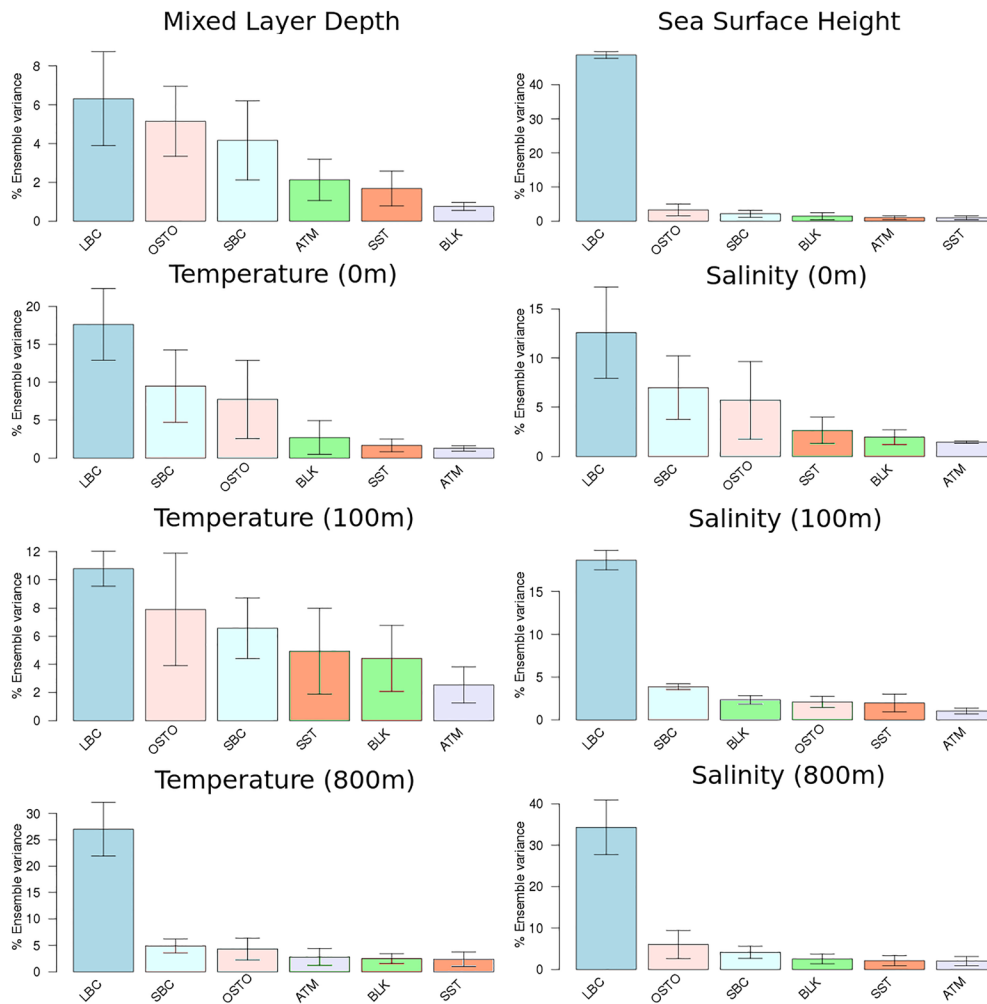 Mixed Layer Depth
% Ensemble variance
8
6
4
2
0
LBC OSTO SBC ATM SST BLK
Sea Surface Height
% Ensemble variance
40
30
20
10
0
LBC OSTO SBC BLK ATM SST
Temperature (0m)
% Ensemble variance
20
15
10
5
0
LBC SBC OSTO BLK SST ATM
Salinity (0m)
% Ensemble variance
15
10
5
0
LBC SBC OSTO SST BLK ATM
Temperature (100m)
% Ensemble variance
12
10
8
6
4
2
0
LBC OSTO SBC SST BLK ATM
Salinity (100m)
% Ensemble variance
15
10
5
0
LBC SBC BLK OSTO SST ATM
Temperature (800m)
% Ensemble variance
30
25
20
15
10
5
0
LBC SBC OSTO ATM BLK SST
Salinity (800m)
% Ensemble variance
40
30
20
10
0
LBC OSTO SBC BLK SST ATM